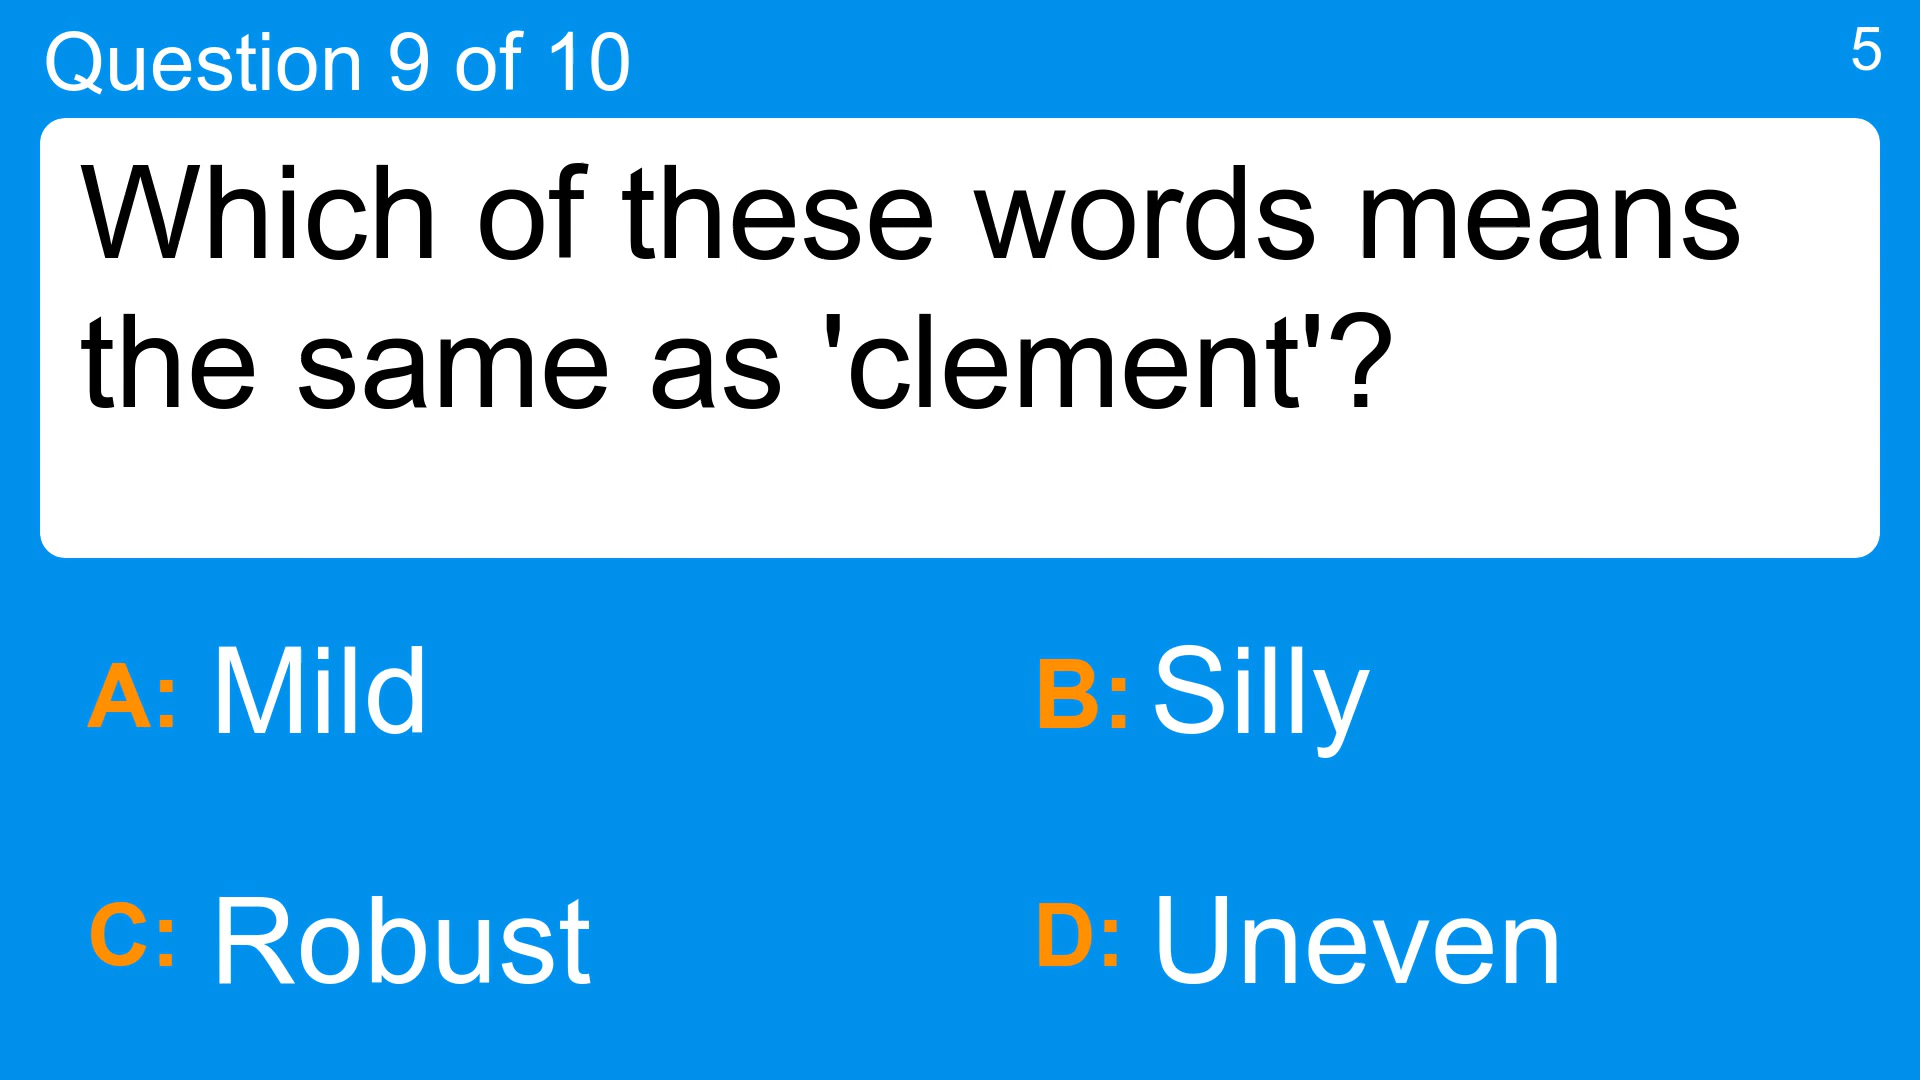 Question 9 of 10
5
Which of these words means
the same as 'clement'?
A: Mild
B: Silly
C: Robust
D: Uneven